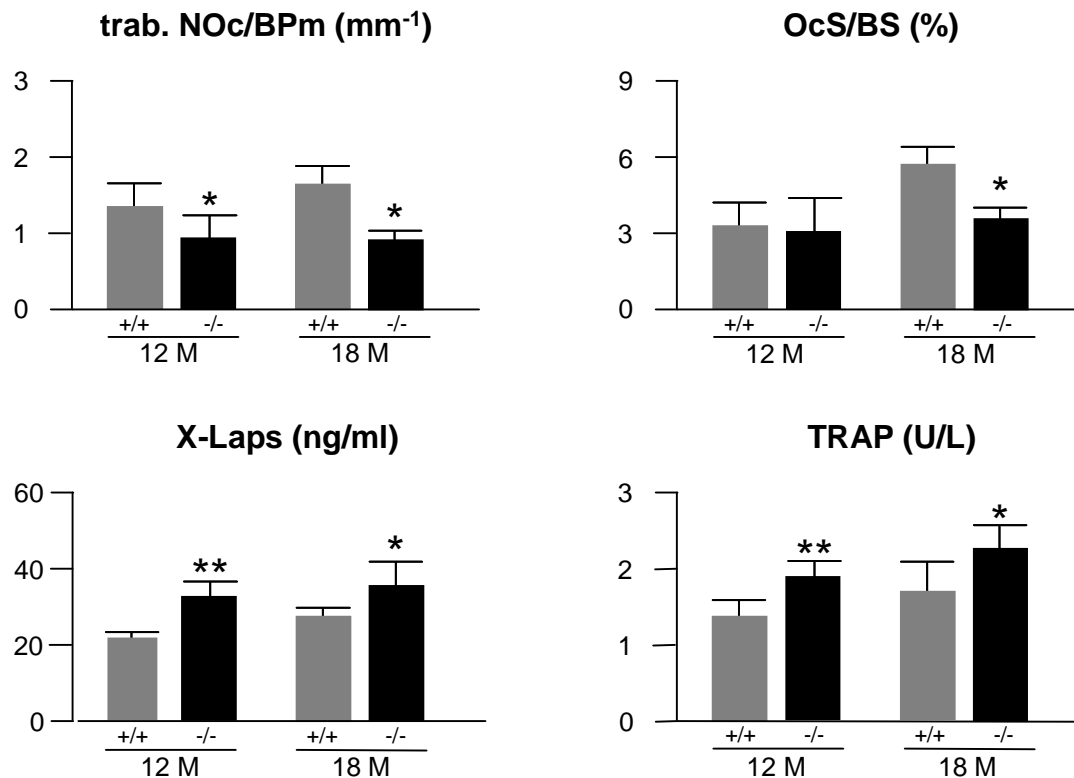 trab. NOc/BPm (mm⁻¹)
3
2
1
0
*
*
+/+ -/- +/+ -/-
12 M 18 M
OcS/BS (%)
9
6
3
0
*
+/+ -/- +/+ -/-
12 M 18 M
X-Laps (ng/ml)
60
40
20
0
**
*
+/+ -/- +/+ -/-
12 M 18 M
TRAP (U/L)
3
2
1
0
**
*
+/+ -/- +/+ -/-
12 M 18 M